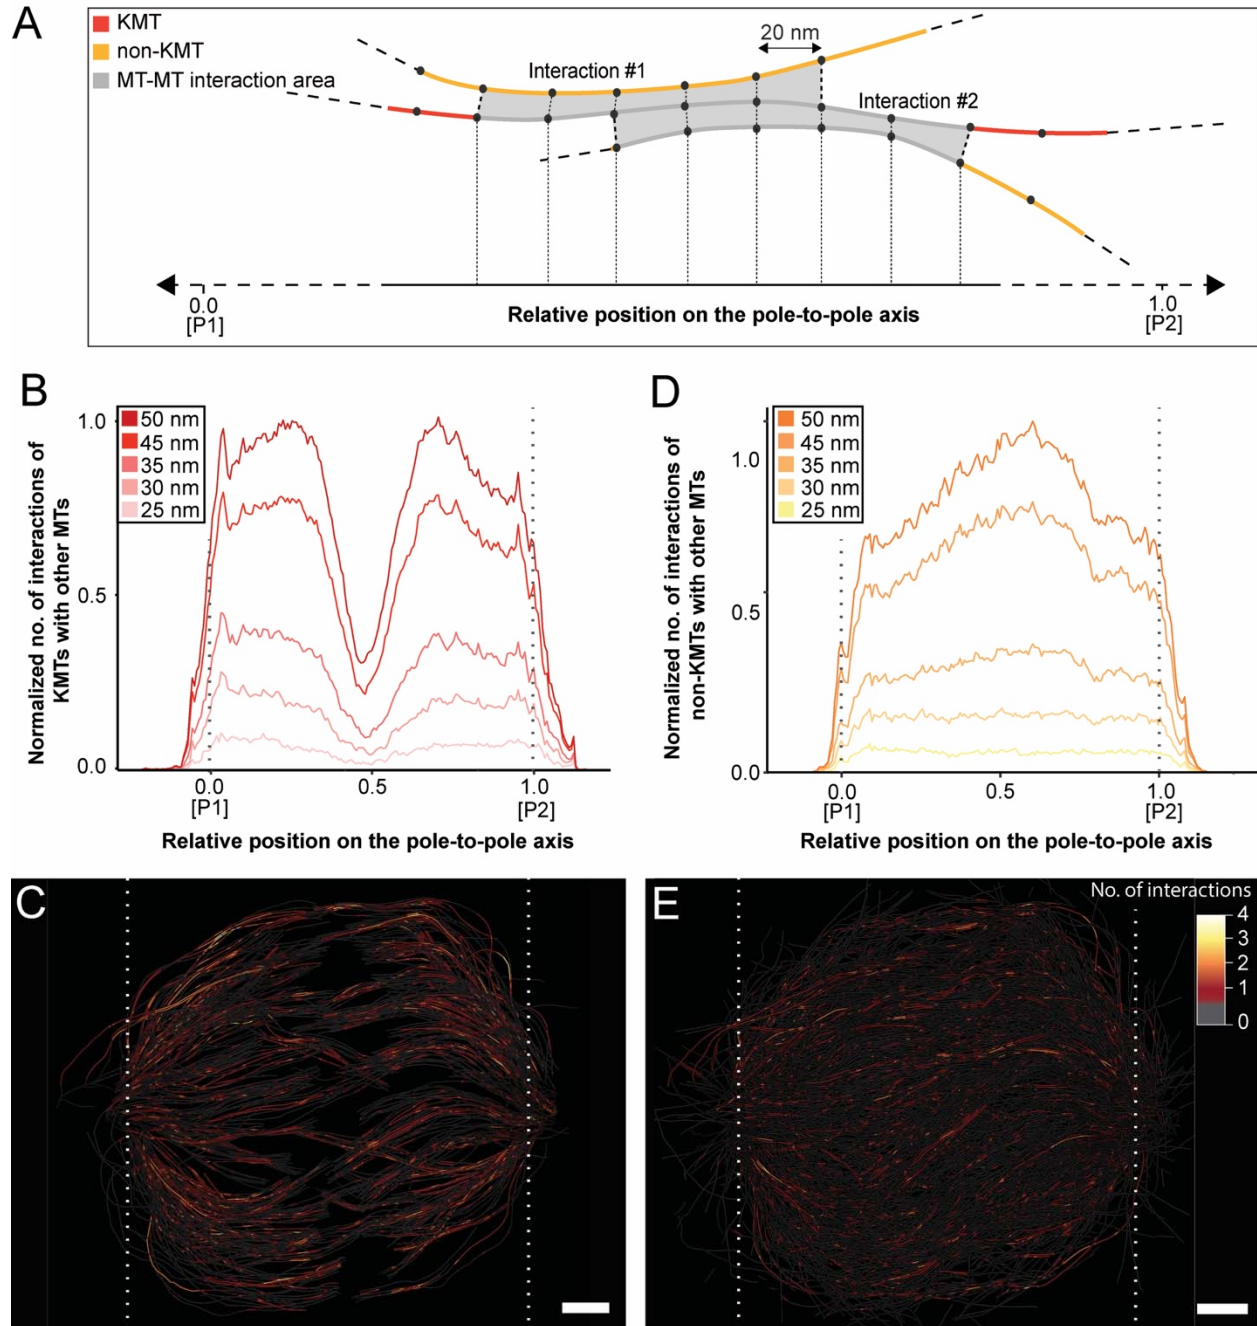 A
KMT
non-KMT
MT-MT interaction area
20 nm
Interaction #1
Interaction #2
0.0
[P1]
Relative position on the pole-to-pole axis
1.0
[P2]
B
Normalized no. of interactions of
KMTs with other MTs
50 nm
45 nm
35 nm
30 nm
25 nm
1.0
0.5
0.0
0.0
[P1]
0.5
1.0
[P2]
Relative position on the pole-to-pole axis
D
Normalized no. of interactions of
non-KMTs with other MTs
50 nm
45 nm
35 nm
30 nm
25 nm
1.0
0.5
0.0
0.0
[P1]
0.5
1.0
[P2]
Relative position on the pole-to-pole axis
C
E
No. of interactions
4
3
2
1
0